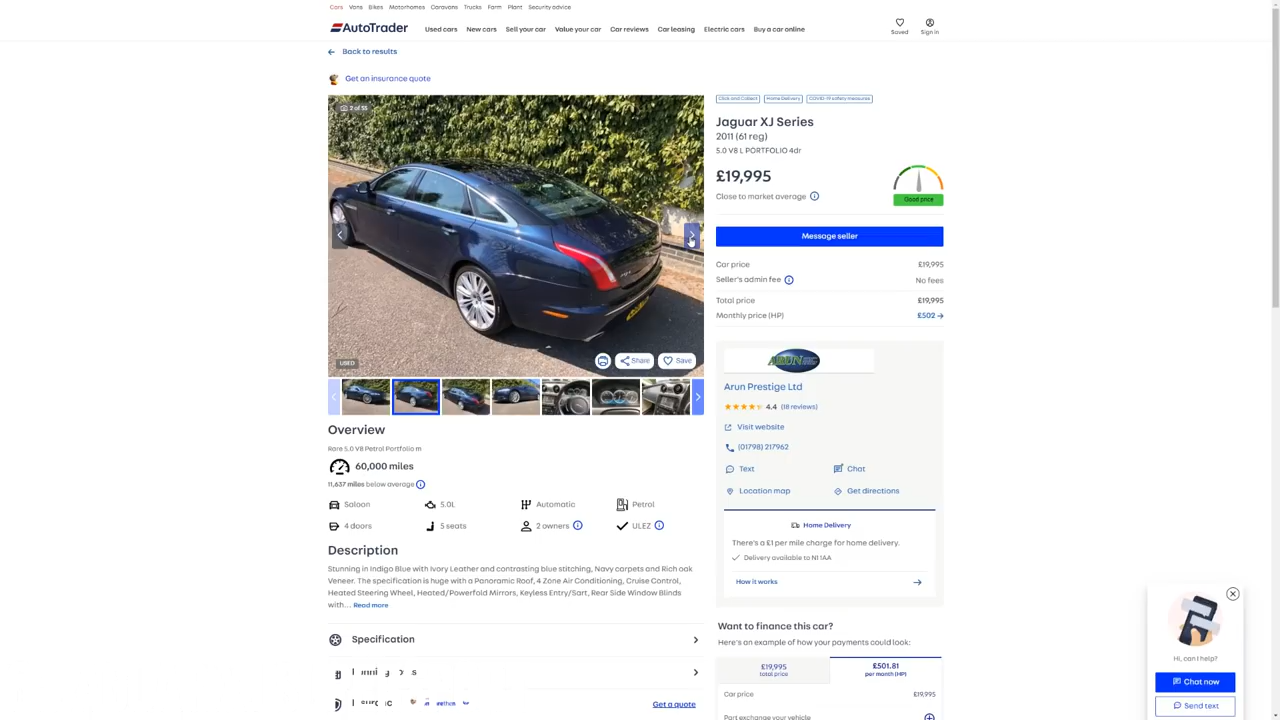 Cars Vans Bikes Motorhomes Caravans Trucks Farm Plant Security advice
AutoTrader
Used cars New cars Sell your car Value your car Car reviews Car leasing Electric cars Buy a car online
Saved Sign in
Back to results
Get an insurance quote
2 of 35
USED
Share Save
Click and Collect Home Delivery COVID-19 safety measures
Jaguar XJ Series
2011 (61 reg)
5.0 V8 L PORTFOLIO 4dr
£19,995
Close to market average
Good price
Message seller
Car price £19,995
Seller's admin fee No fees
Total price £19,995
Monthly price (HP) £502
ARUN
Arun Prestige Ltd
4.4 (18 reviews)
Visit website
(01798) 217962
Text Chat
Location map Get directions
Home Delivery
There's a £1 per mile charge for home delivery.
Delivery available to N1 1AA
How it works
Want to finance this car?
Here's an example of how your payments could look:
£19,995 £501.81
total price per month (HP)
Car price £19,995
Part exchange your vehicle
Overview
Rare 5.0 V8 Petrol Portfolio m
60,000 miles
11,637 miles below average
Saloon 5.0L Automatic Petrol
4 doors 5 seats 2 owners ULEZ
Description
Stunning in Indigo Blue with Ivory Leather and contrasting blue stitching, Navy carpets and Rich oak
Veneer. The specification is huge with a Panoramic Roof, 4 Zone Air Conditioning, Cruise Control,
Heated Steering Wheel, Heated/Powerfold Mirrors, Keyless Entry/Sart, Rear Side Window Blinds
with... Read more
Specification
Get a quote
Hi, can I help?
Chat now
Send text